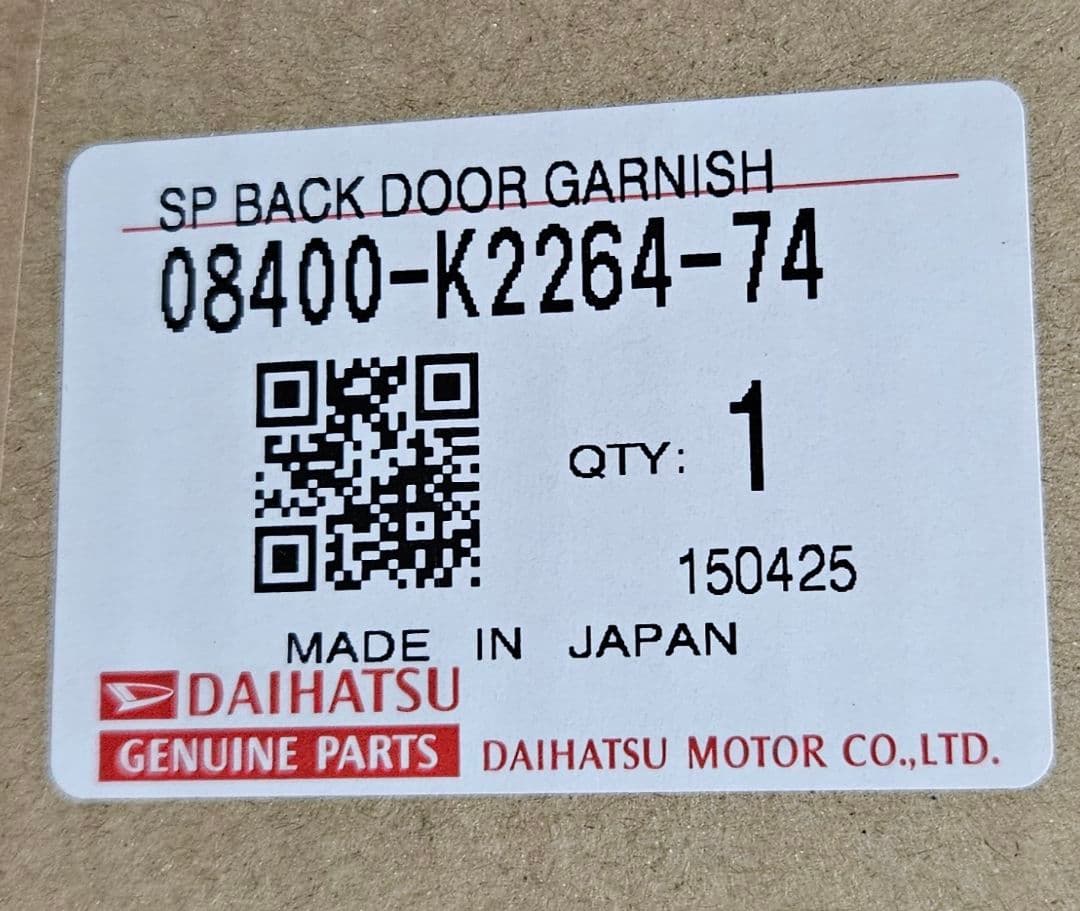 SP BACK DOOR GARNISH
08400-K2264-74
QTY: 1
150425
MADE IN JAPAN
DAIHATSU
GENUINE PARTS DAIHATSU MOTOR CO.,LTD.